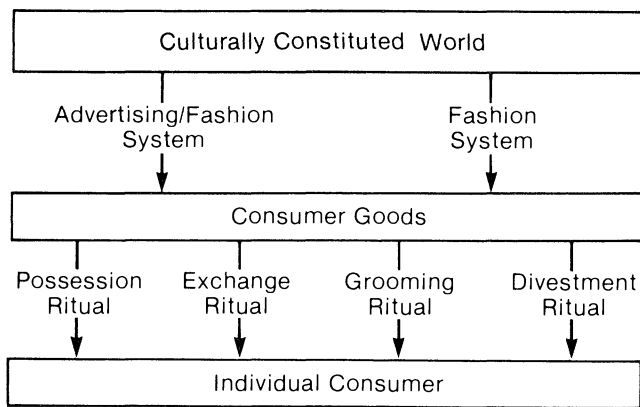 Culturally Constituted World
Advertising/Fashion System
Fashion System
Consumer Goods
Possession Ritual
Exchange Ritual
Grooming Ritual
Divestment Ritual
Individual Consumer